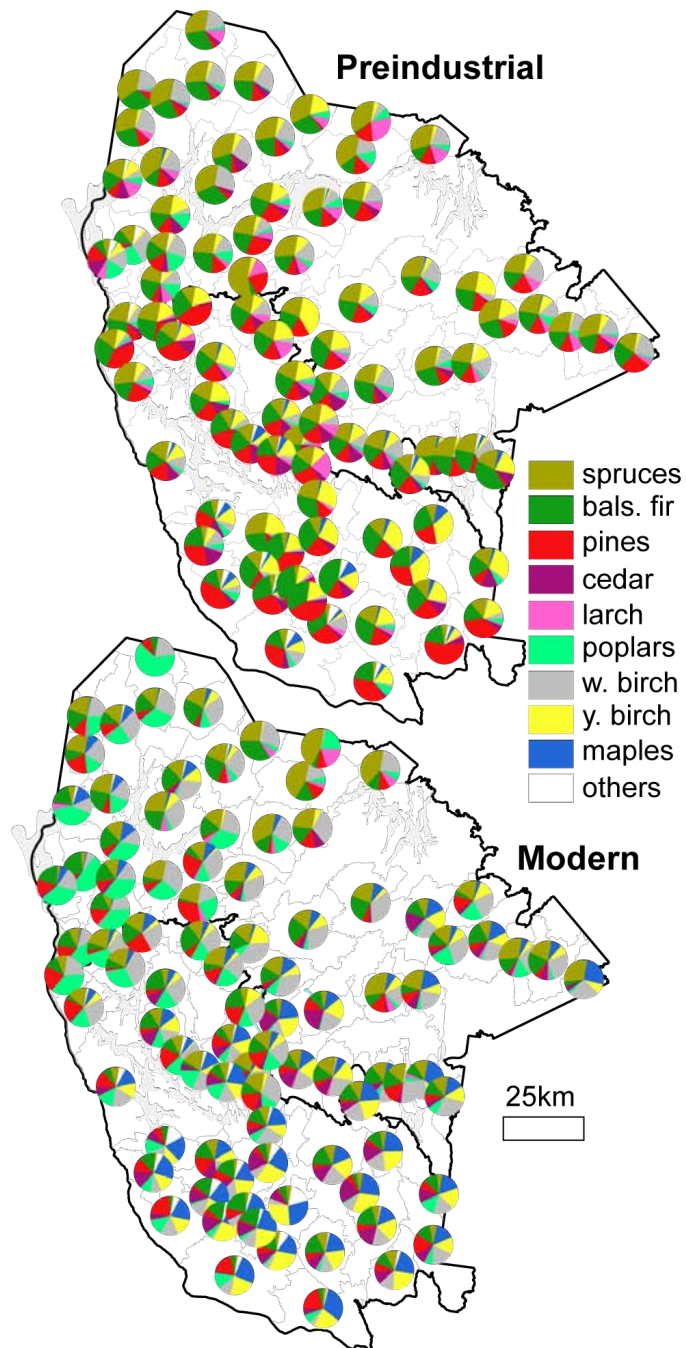 Preindustrial
spruces
bals. fir
pines
cedar
larch
poplars
w. birch
y. birch
maples
others
Modern
25km